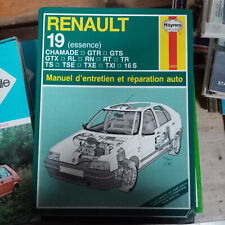 RENAULT
Haynes
19 (essence)
CHAMADE □ GTR □ GTS
GTX □ RL □ RN □ RT □ TR
TS □ TSE □ TXE □ TXI □ 16 S
Manuel d'entretien et réparation auto